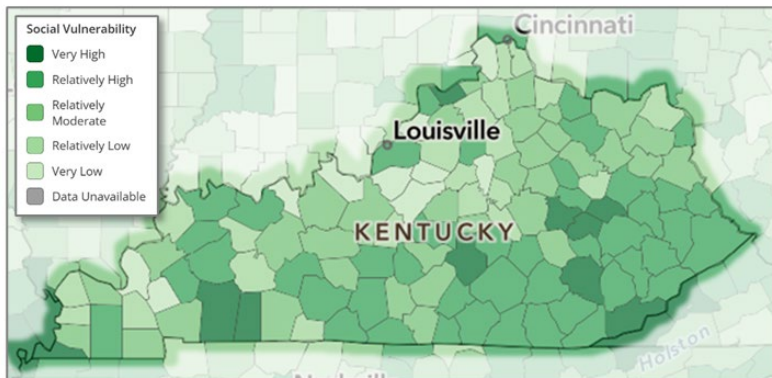 Social Vulnerability
Very High
Relatively High
Relatively
Moderate
Relatively Low
Very Low
Data Unavailable
Cincinnati
Louisville
KENTUCKY
Holston